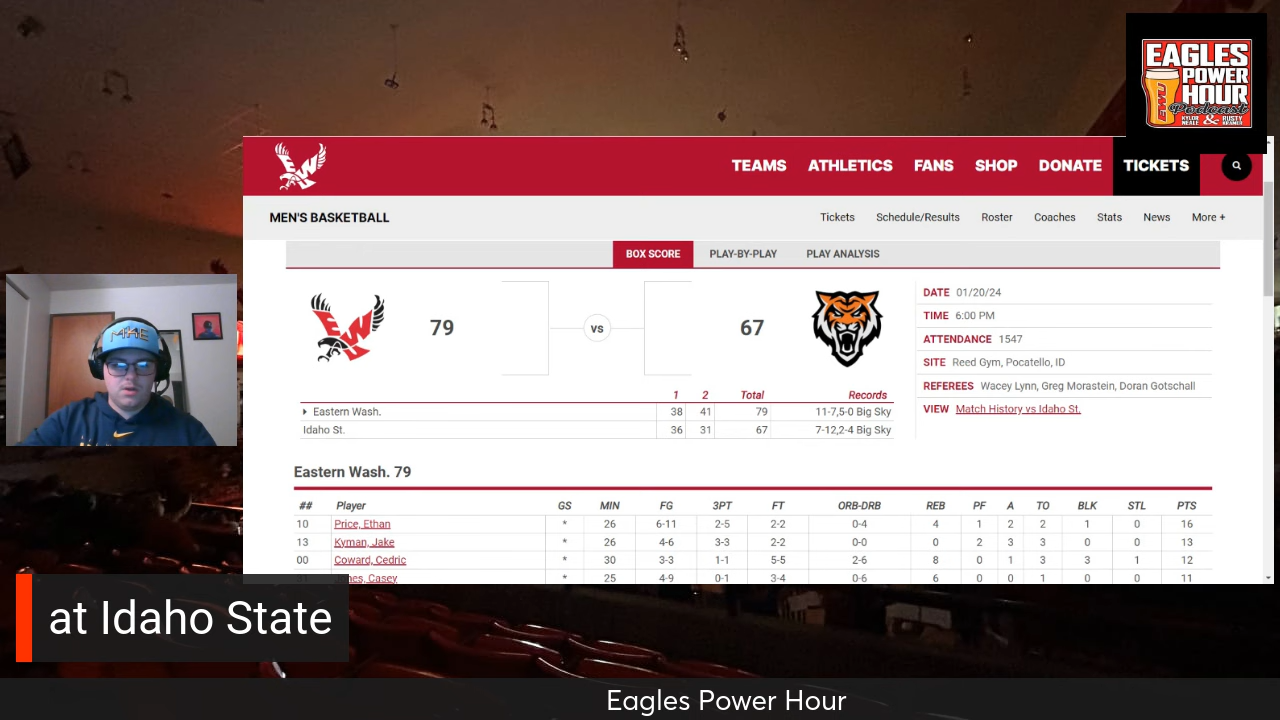 EAGLES
POWER
HOUR
Podcast
KYLOR NEALE & RUSTY KRAMER
TEAMS ATHLETICS FANS SHOP DONATE TICKETS
MEN'S BASKETBALL
Tickets Schedule/Results Roster Coaches Stats News More +
BOX SCORE PLAY-BY-PLAY PLAY ANALYSIS
79 vs 67
DATE 01/20/24
TIME 6:00 PM
ATTENDANCE 1547
SITE Reed Gym, Pocatello, ID
REFEREES Wacey Lynn, Greg Morastein, Doran Gotschall
VIEW Match History vs Idaho St.
1 2 Total Records
Eastern Wash. 38 41 79 11-7,5-0 Big Sky
Idaho St. 36 31 67 7-12,2-4 Big Sky
Eastern Wash. 79
## Player GS MIN FG 3PT FT ORB-DRB REB PF A TO BLK STL PTS
10 Price, Ethan * 26 6-11 2-5 2-2 0-4 4 1 2 2 1 0 16
13 Kyman, Jake * 26 4-6 3-3 2-2 0-0 0 2 3 3 0 0 13
00 Coward, Cedric * 30 3-3 1-1 5-5 2-6 8 0 1 3 3 1 12
Casey * 25 4-9 0-1 3-4 0-6 6 0 0 1 0 0 11
at Idaho State
Eagles Power Hour